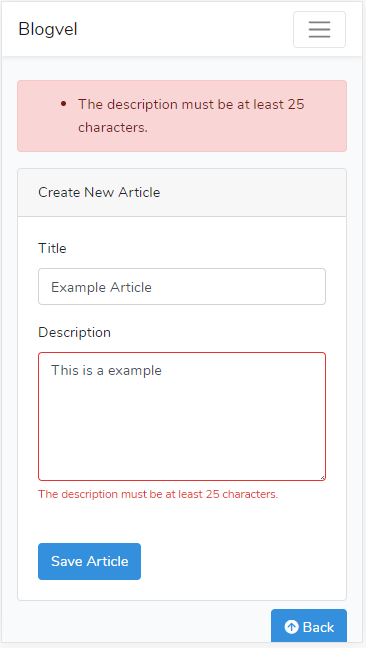 Blogvel
The description must be at least 25
characters.
Create New Article
Title
Example Article
Description
This is a example
The description must be at least 25 characters.
Save Article
Back